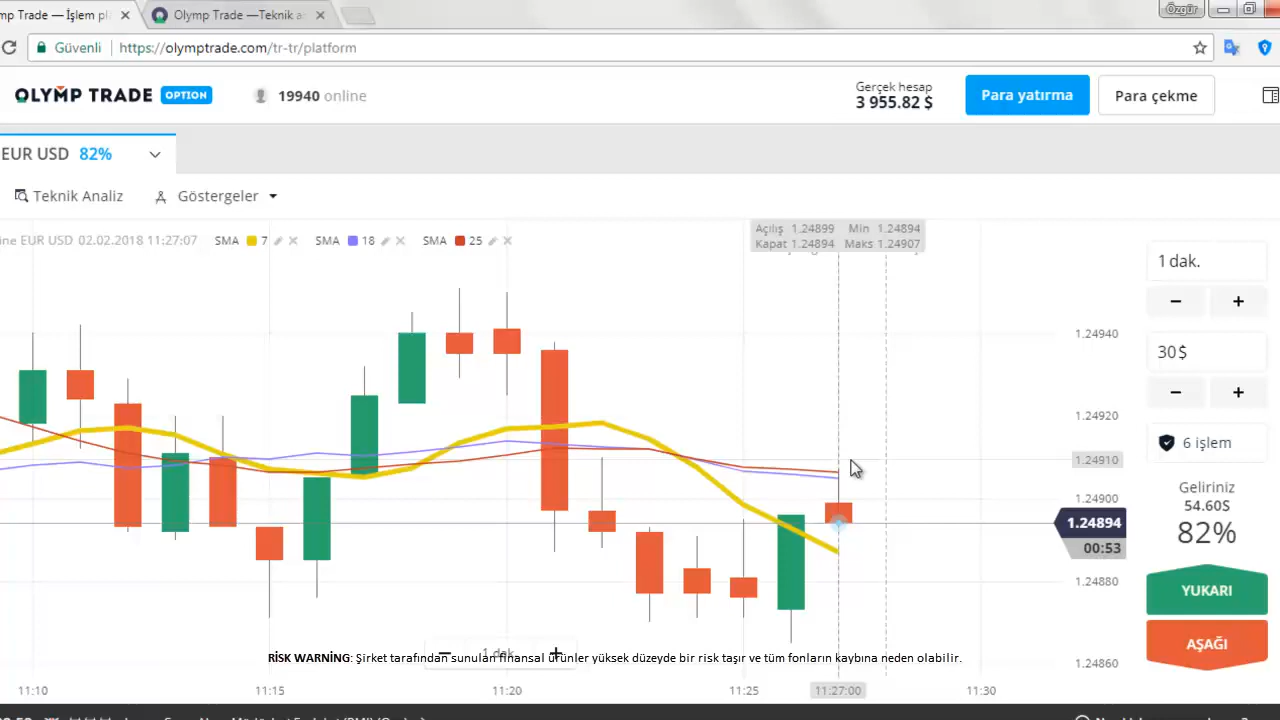 mp Trade — İşlem pl
Olymp Trade —Teknik a
Özgür
Güvenli
https://olymptrade.com/tr-tr/platform
OLYMP TRADE OPTION
19940 online
Gerçek hesap
3 955.82 $
Para yatırma
Para çekme
EUR USD 82%
Teknik Analiz
Göstergeler
ine EUR USD 02.02.2018 11:27:07
SMA 7
SMA 18
SMA 25
Açılış 1.24899 Min 1.24894
Kapat 1.24894 Maks 1.24907
1 dak.
− +
30$
− +
6 işlem
Geliriniz
54.60$
82%
YUKARI
AŞAĞI
1.24940
1.24920
1.24910
1.24900
1.24894
00:53
1.24880
1.24860
− 1 dak. +
RİSK WARNİNG: Şirket tarafından sunulan finansal ürünler yüksek düzeyde bir risk taşır ve tüm fonların kaybına neden olabilir.
11:10
11:15
11:20
11:25
11:27:00
11:30